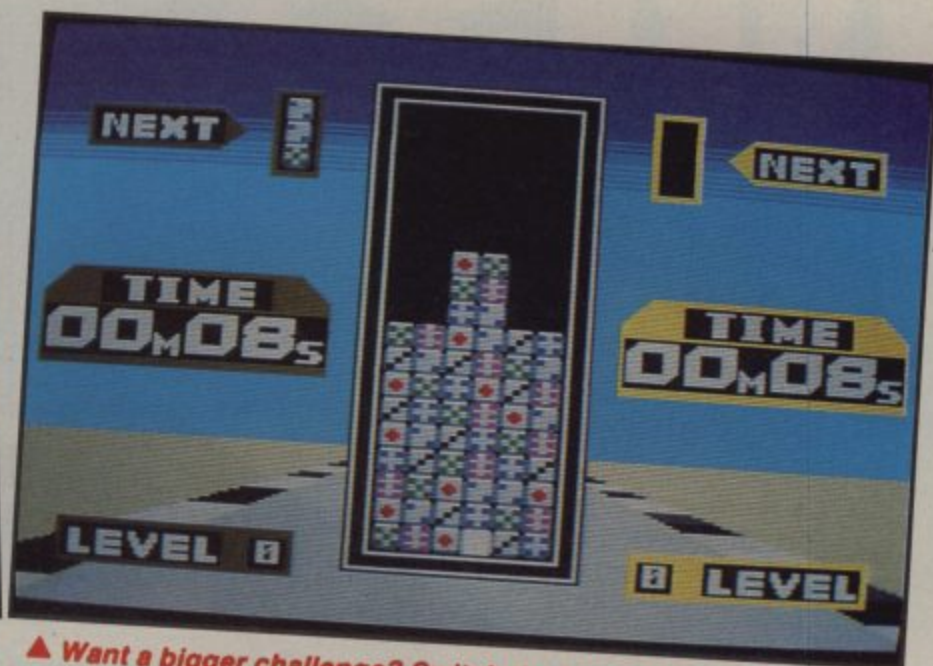 NEXT
NEXT
TIME
00M08S
TIME
00M08S
LEVEL 0
0 LEVEL
▲ Want a bigger challenge?